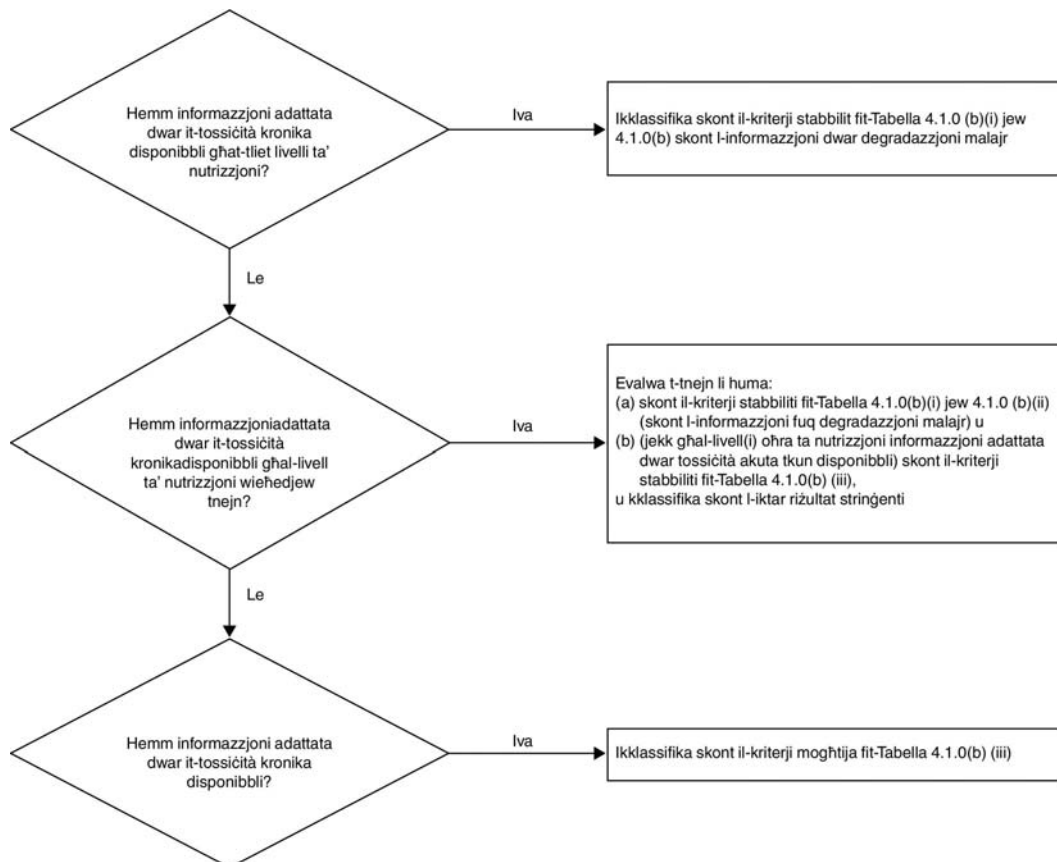 Hemm informazzjoni adattata
dwar it-tossiċità kronika
disponibbli għat-tliet livelli ta'
nutrizzjoni?
Iva
Ikklassifika skont il-kriterji stabbilit fit-Tabella 4.1.0 (b)(i) jew
4.1.0(b) skont l-informazzjoni dwar degradazzjoni malajr
Le
Hemm informazzjoniadattata
dwar it-tossiċità
kronikadisponibbli għal-livell
ta' nutrizzjoni wieħedjew
tnejn?
Iva
Evalwa t-tnejn li huma:
(a) skont il-kriterji stabbiliti fit-Tabella 4.1.0(b)(i) jew 4.1.0 (b)(ii)
(skont l-informazzjoni fuq degradazzjoni malajr) u
(b) (jekk għal-livell(i) oħra ta nutrizzjoni informazzjoni adattata
dwar tossiċità akuta tkun disponibbli) skont il-kriterji
stabbiliti fit-Tabella 4.1.0(b) (iii),
u kklassifika skont l-iktar riżultat strinġenti
Le
Hemm informazzjoni adattata
dwar it-tossiċità kronika
disponibbli?
Iva
Ikklassifika skont il-kriterji mogħtija fit-Tabella 4.1.0(b) (iii)